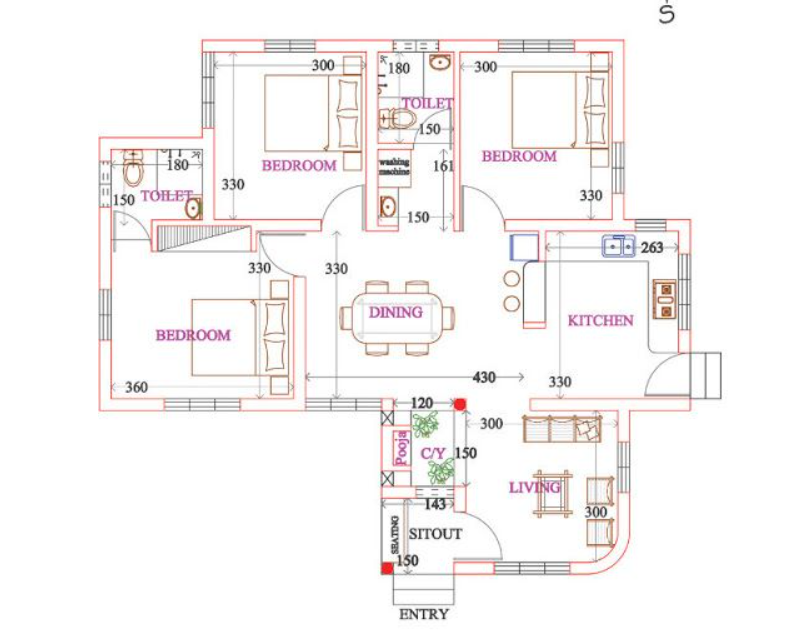 S
300
180
300
TOILET
150
BEDROOM
BEDROOM
washing
machine
161
180
TOILET
150
330
330
150
330
330
263
DINING
KITCHEN
BEDROOM
360
430
330
120
300
Pooja
C/Y
150
LIVING
143
300
SEATING
SITOUT
150
ENTRY